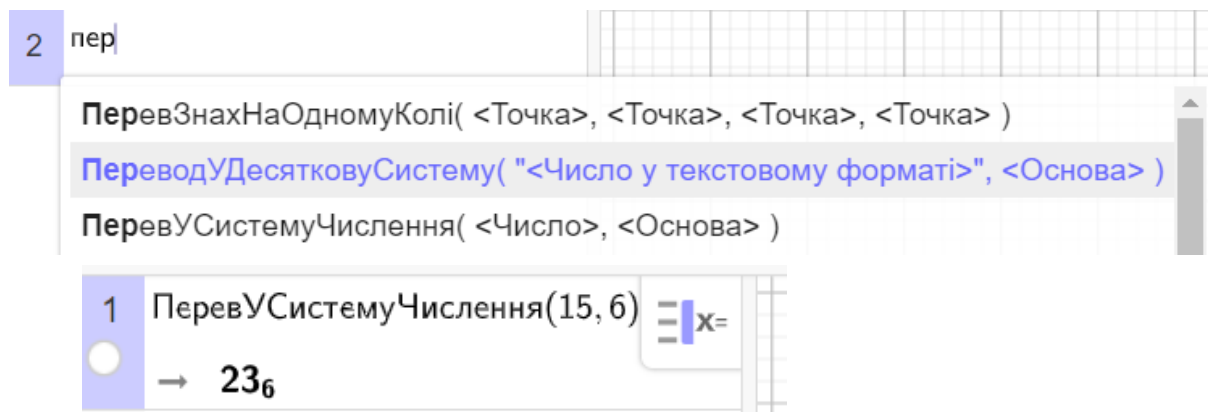 2 пер
ПеревЗнахНаОдномуКолі( <Точка>, <Точка>, <Точка>, <Точка> )
ПереводУДесятковуСистему( "<Число у текстовому форматі>", <Основа> )
ПеревУСистемуЧислення( <Число>, <Основа> )
1 ПеревУСистемуЧислення(15, 6) x=
→ 23₆